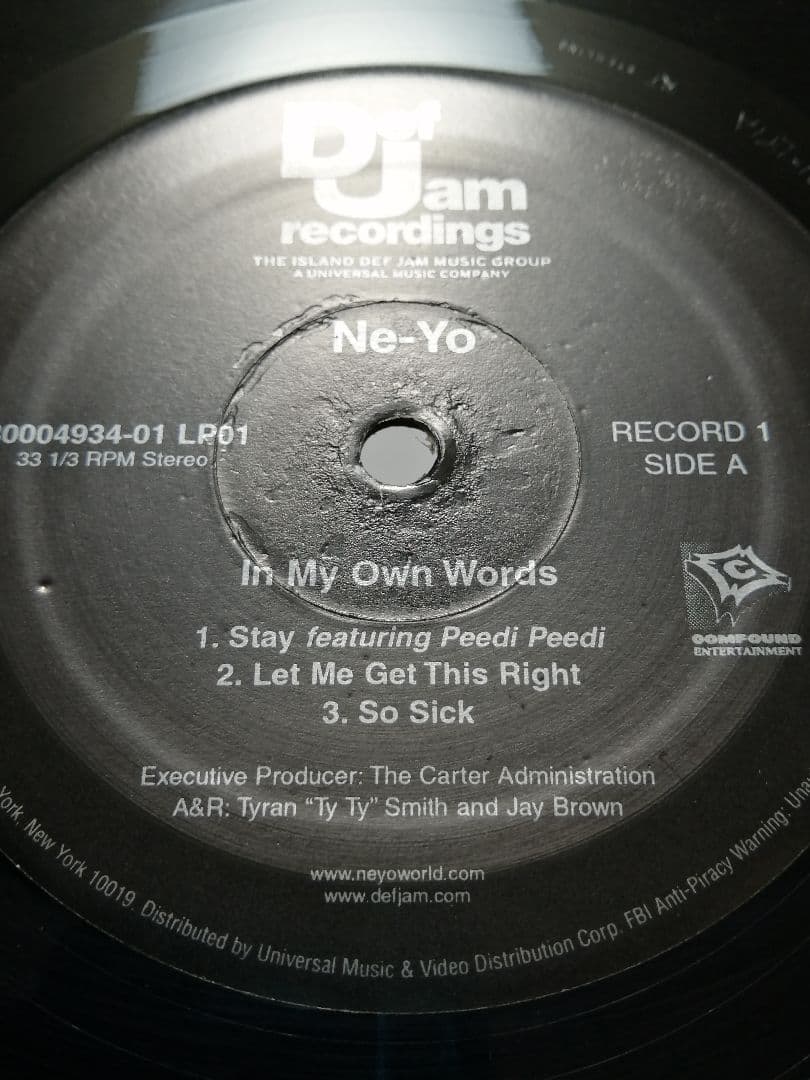 Def Jam
recordings
THE ISLAND DEF JAM MUSIC GROUP
A UNIVERSAL MUSIC COMPANY
Ne-Yo
0004934-01 LP01
33 1/3 RPM Stereo
RECORD 1
SIDE A
In My Own Words
C
COMPOUND
ENTERTAINMENT
1. Stay featuring Peedi Peedi
2. Let Me Get This Right
3. So Sick
Executive Producer: The Carter Administration
A&R: Tyran "Ty Ty" Smith and Jay Brown
www.neyoworld.com
www.defjam.com
York, New York 10019. Distributed by Universal Music & Video Distribution Corp. FBI Anti-Piracy Warning: